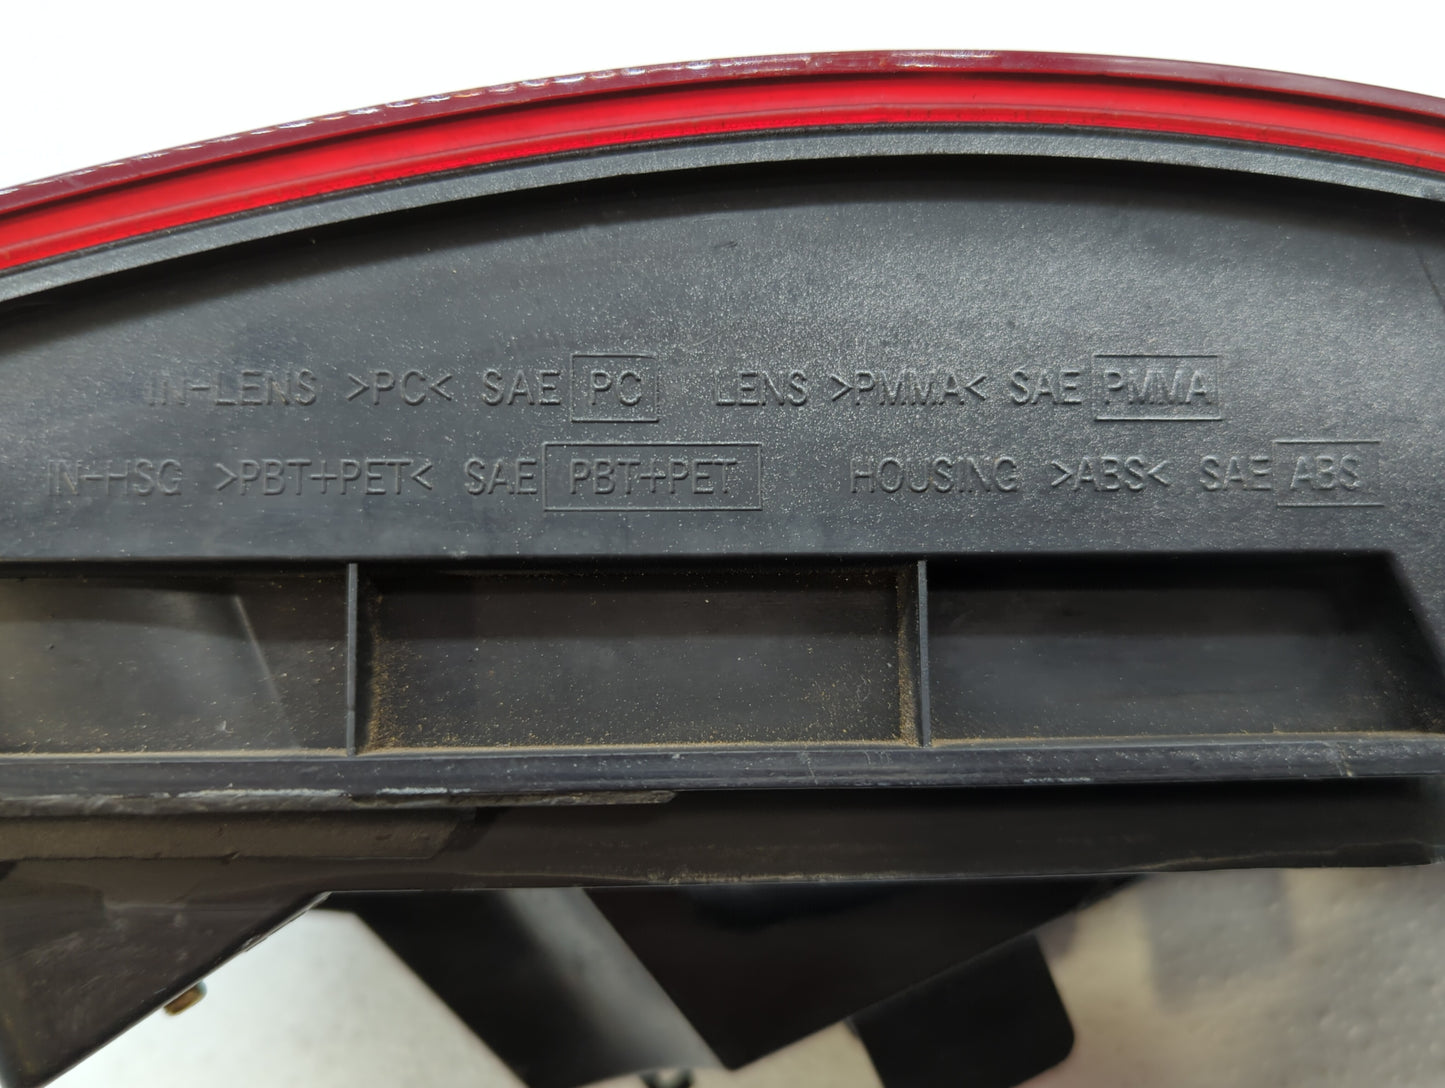 IN-LENS >PC< SAE PC LENS >PMMA< SAE PMMA
IN-HSG >PBT+PET< SAE PBT+PET HOUSING >ABS< SAE ABS